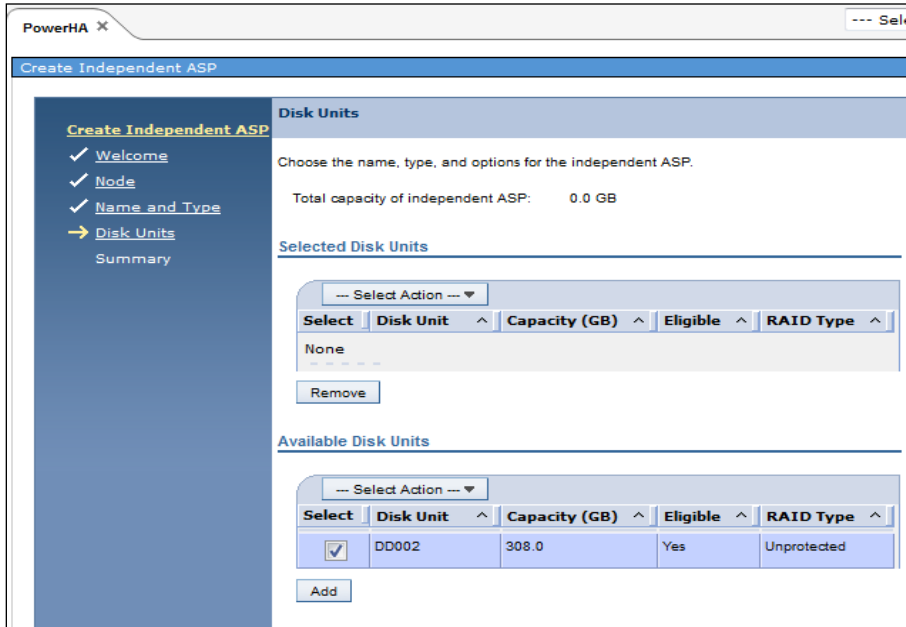 PowerHA ×
--- Sele
Create Independent ASP
Create Independent ASP
Welcome
Node
Name and Type
Disk Units
Summary
Disk Units
Choose the name, type, and options for the independent ASP.
Total capacity of independent ASP: 0.0 GB
Selected Disk Units
--- Select Action ---
Select Disk Unit Capacity (GB) Eligible RAID Type
None
Remove
Available Disk Units
--- Select Action ---
Select Disk Unit Capacity (GB) Eligible RAID Type
DD002 308.0 Yes Unprotected
Add